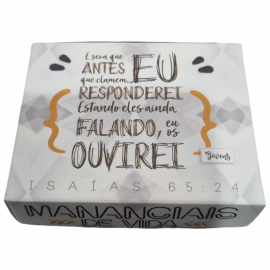 E será que
ANTES
que clamem, EU
RESPONDEREI
Estando eles ainda
FALANDO, eu
os
OUVIREI
Jovens
ISAÍAS 65:24
MANANCIAIS
DE VIDA